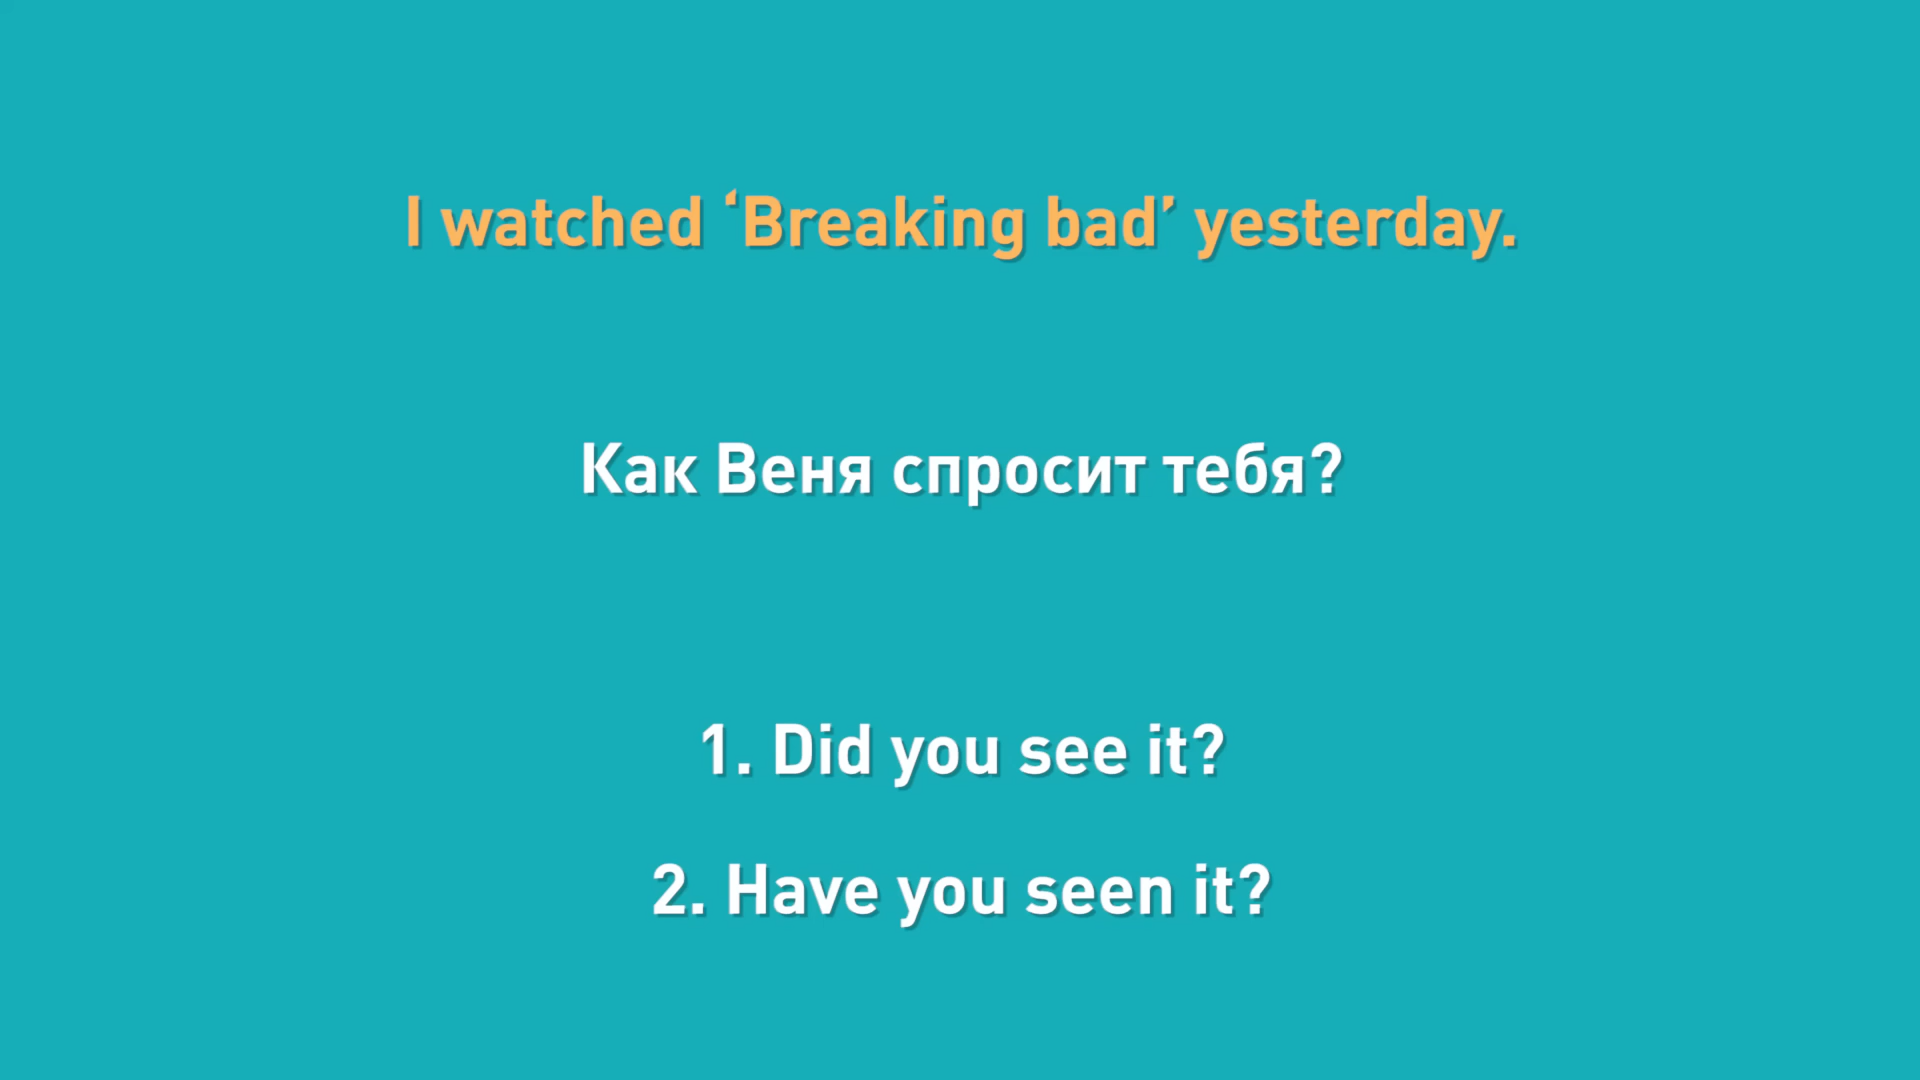 I watched ‘Breaking bad’ yesterday.
Как Веня спросит тебя?
1. Did you see it?
2. Have you seen it?